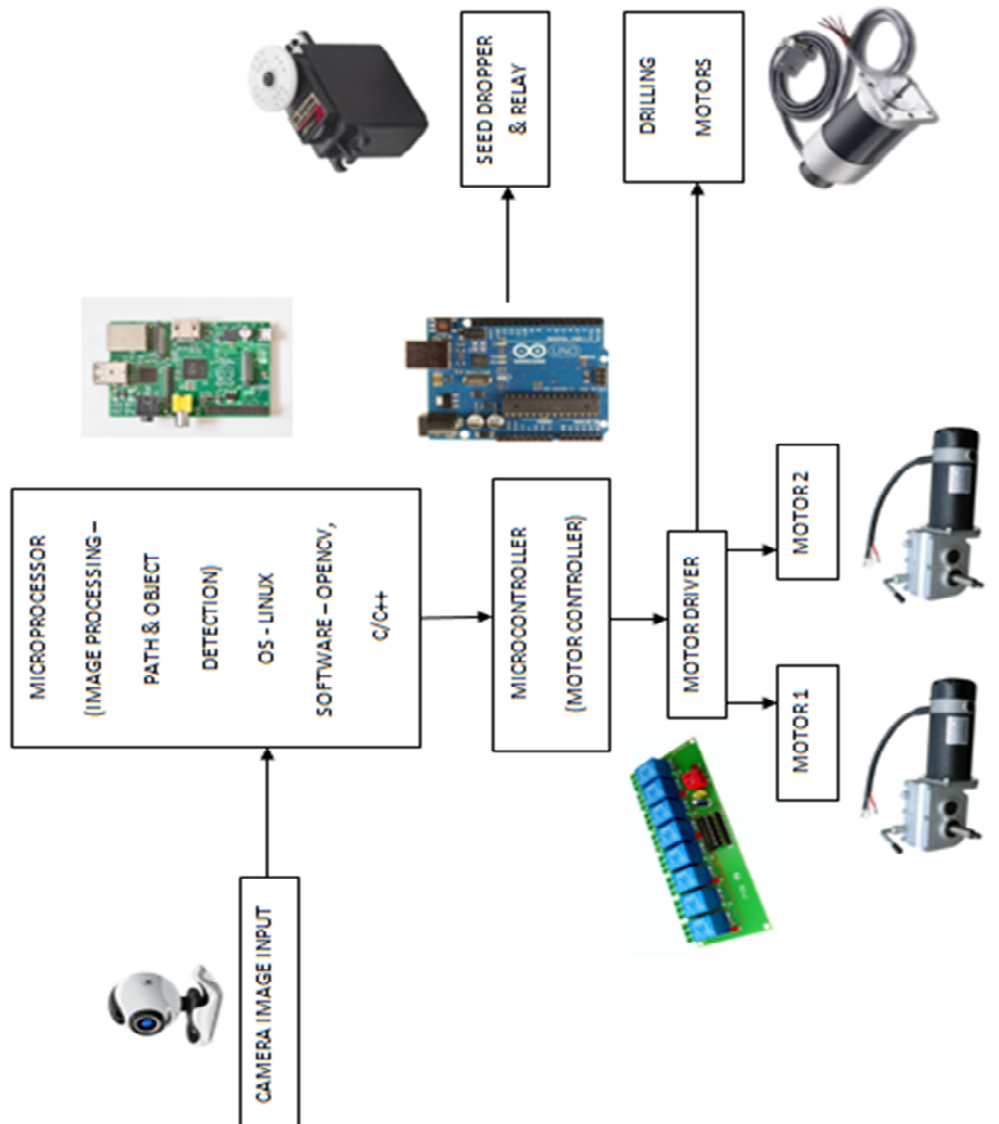 CAMERA IMAGE INPUT
MICROPROCESSOR
(IMAGE PROCESSING –
PATH & OBJECT
DETECTION)
OS - LINUX
SOFTWARE – OPENCV,
C/C++
MICROCONTROLLER
(MOTOR CONTROLLER)
MOTOR DRIVER
MOTOR 1
MOTOR 2
SEED DROPPER
& RELAY
DRILLING
MOTORS
UNO